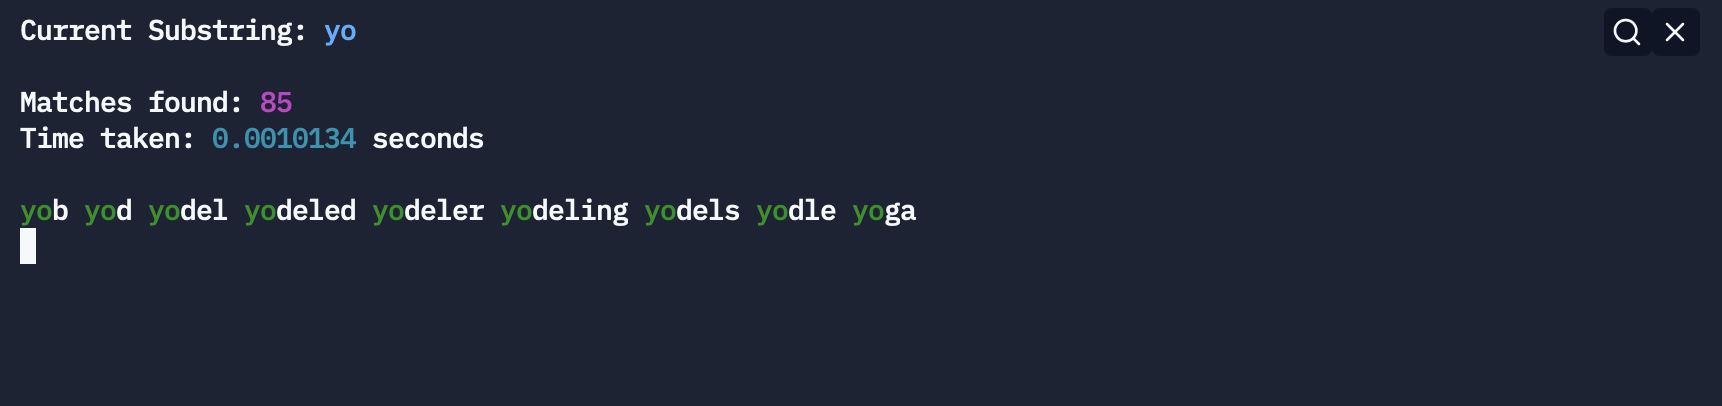 Current Substring: yo
Matches found: 85
Time taken: 0.0010134 seconds
yob yod yodel yodeled yodeler yodeling yodels yodle yoga